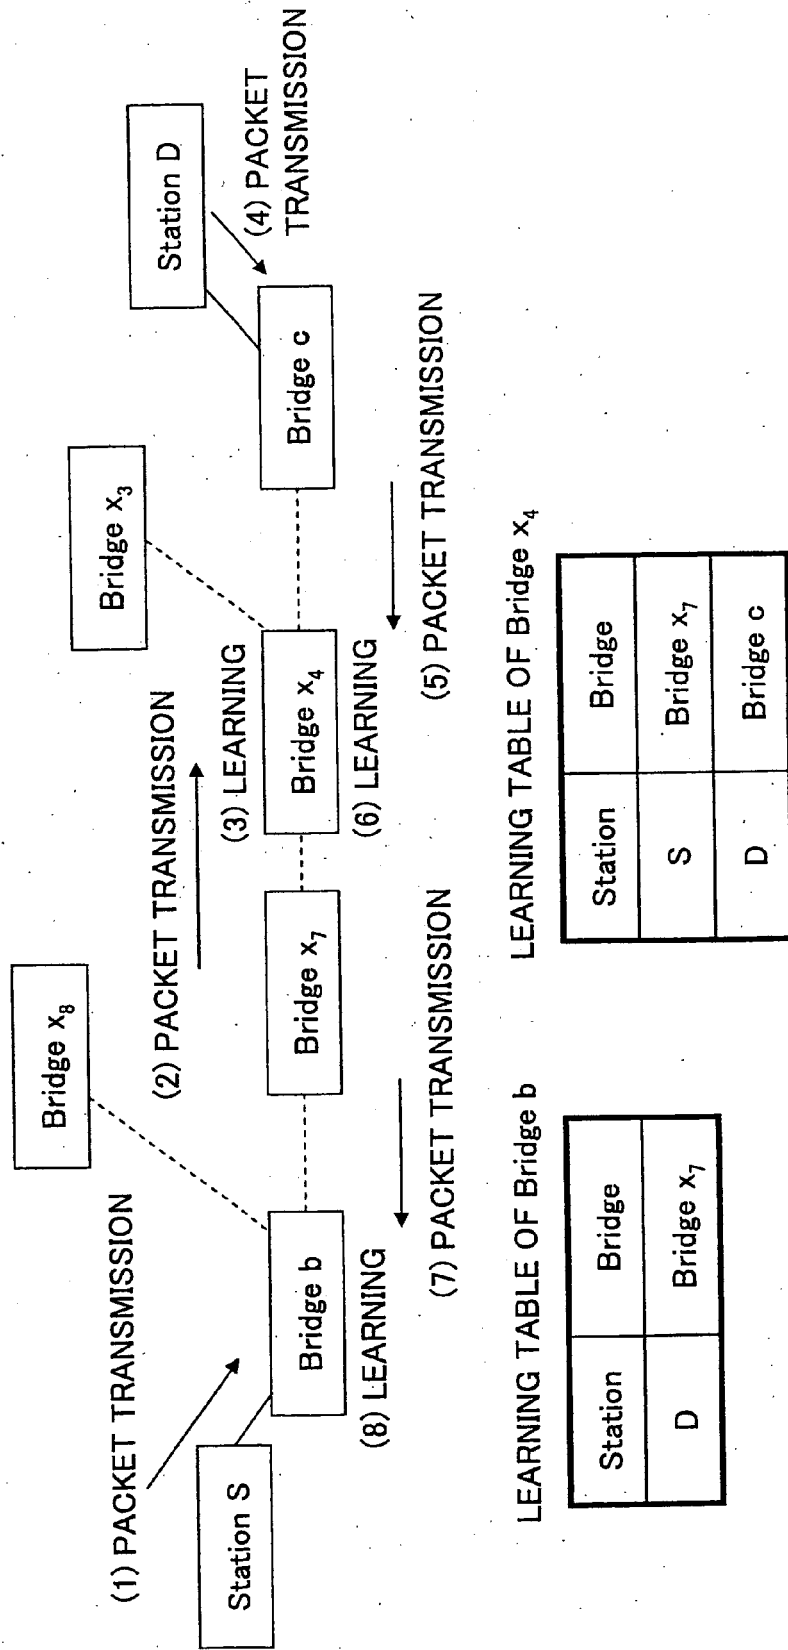 (1) PACKET TRANSMISSION
Station S
Bridge b
(8) LEARNING
Bridge x8
(2) PACKET TRANSMISSION
Bridge x7
(7) PACKET TRANSMISSION
(3) LEARNING
Bridge x4
(6) LEARNING
Bridge x3
Bridge c
(5) PACKET TRANSMISSION
Station D
(4) PACKET
TRANSMISSION
LEARNING TABLE OF Bridge b
Station Bridge
D Bridge x7
LEARNING TABLE OF Bridge x4
Station Bridge
S Bridge x7
D Bridge c